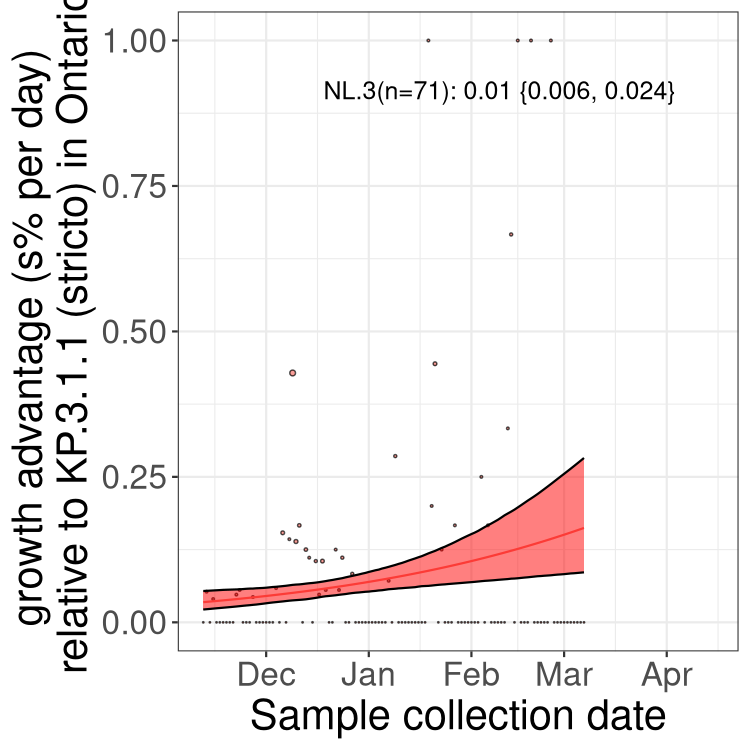 growth advantage (s% per day)
relative to KP.3.1.1 (stricto) in Ontario
1.00
NL.3(n=71): 0.01 {0.006, 0.024}
0.75
0.50
0.25
0.00
Dec Jan Feb Mar Apr
Sample collection date